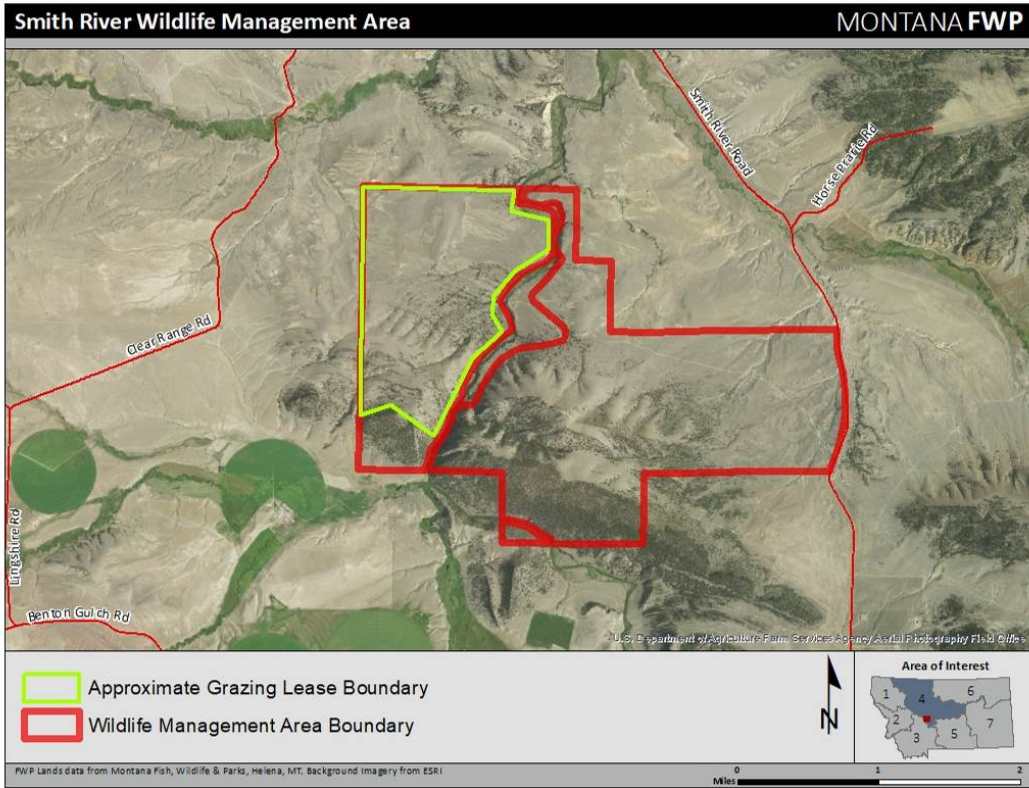 Smith River Wildlife Management Area
MONTANA FWP
Smith River Road
Horse Prairie Rd
Clear Range Rd
Lingshire Rd
Benton Gulch Rd
U.S. Department of Agriculture Farm Services Agency Aerial Photography Field Office
Approximate Grazing Lease Boundary
Wildlife Management Area Boundary
N
Area of Interest
1
4
6
2
7
3
5
FWP Lands data from Montana Fish, Wildlife & Parks, Helena, MT. Background Imagery from ESRI
Miles
0
1
2